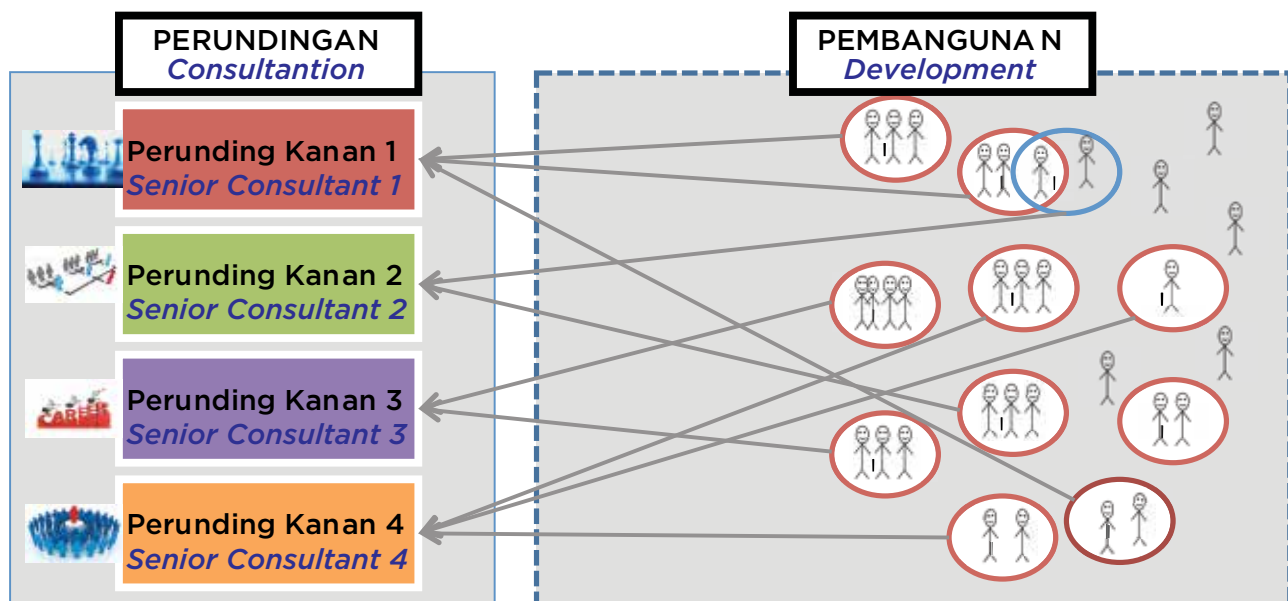 PERUNDINGAN
Consultantion
PEMBANGUNA N
Development
Perunding Kanan 1
Senior Consultant 1
Perunding Kanan 2
Senior Consultant 2
CAREER
Perunding Kanan 3
Senior Consultant 3
Perunding Kanan 4
Senior Consultant 4